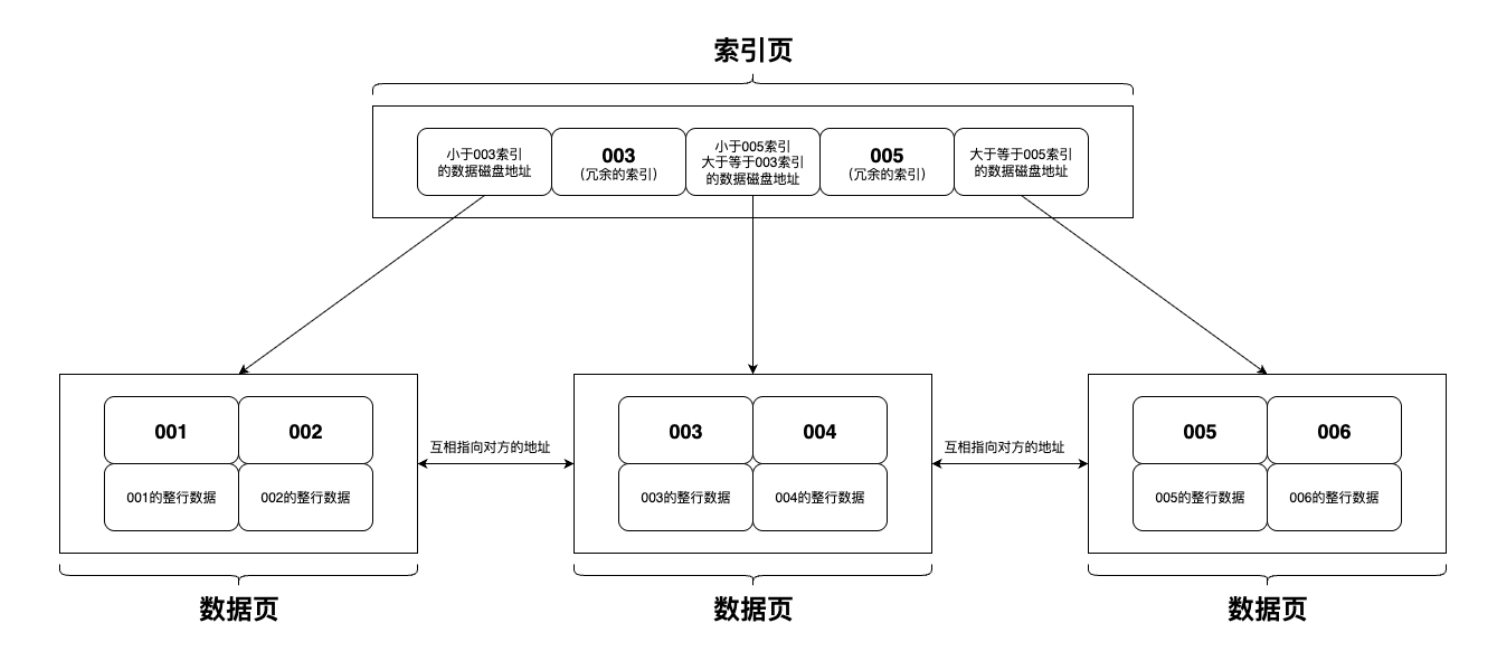 索引页
小于003索引
的数据磁盘地址
003
(冗余的索引)
小于005索引
大于等于003索引
的数据磁盘地址
005
(冗余的索引)
大于等于005索引
的数据磁盘地址
001
002
001的整行数据
002的整行数据
互相指向对方的地址
003
004
003的整行数据
004的整行数据
互相指向对方的地址
005
006
005的整行数据
006的整行数据
数据页
数据页
数据页